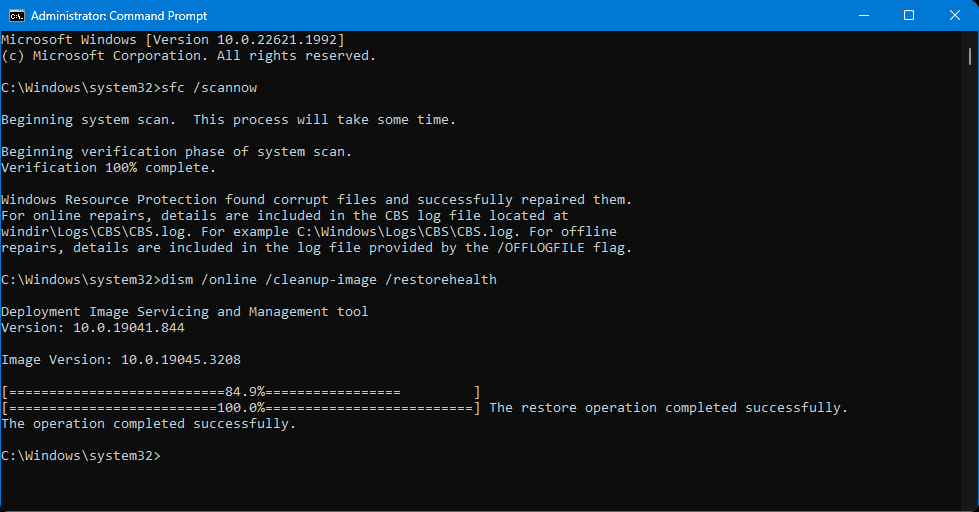 Administrator: Command Prompt
Microsoft Windows [Version 10.0.22621.1992]
(c) Microsoft Corporation. All rights reserved.
C:\Windows\system32>sfc /scannow
Beginning system scan.  This process will take some time.
Beginning verification phase of system scan.
Verification 100% complete.
Windows Resource Protection found corrupt files and successfully repaired them.
For online repairs, details are included in the CBS log file located at
windir\Logs\CBS\CBS.log. For example C:\Windows\Logs\CBS\CBS.log. For offline
repairs, details are included in the log file provided by the /OFFLOGFILE flag.
C:\Windows\system32>dism /online /cleanup-image /restorehealth
Deployment Image Servicing and Management tool
Version: 10.0.19041.844
Image Version: 10.0.19045.3208
[===========================84.9%=================         ]
[==========================100.0%==========================] The restore operation completed successfully.
The operation completed successfully.
C:\Windows\system32>